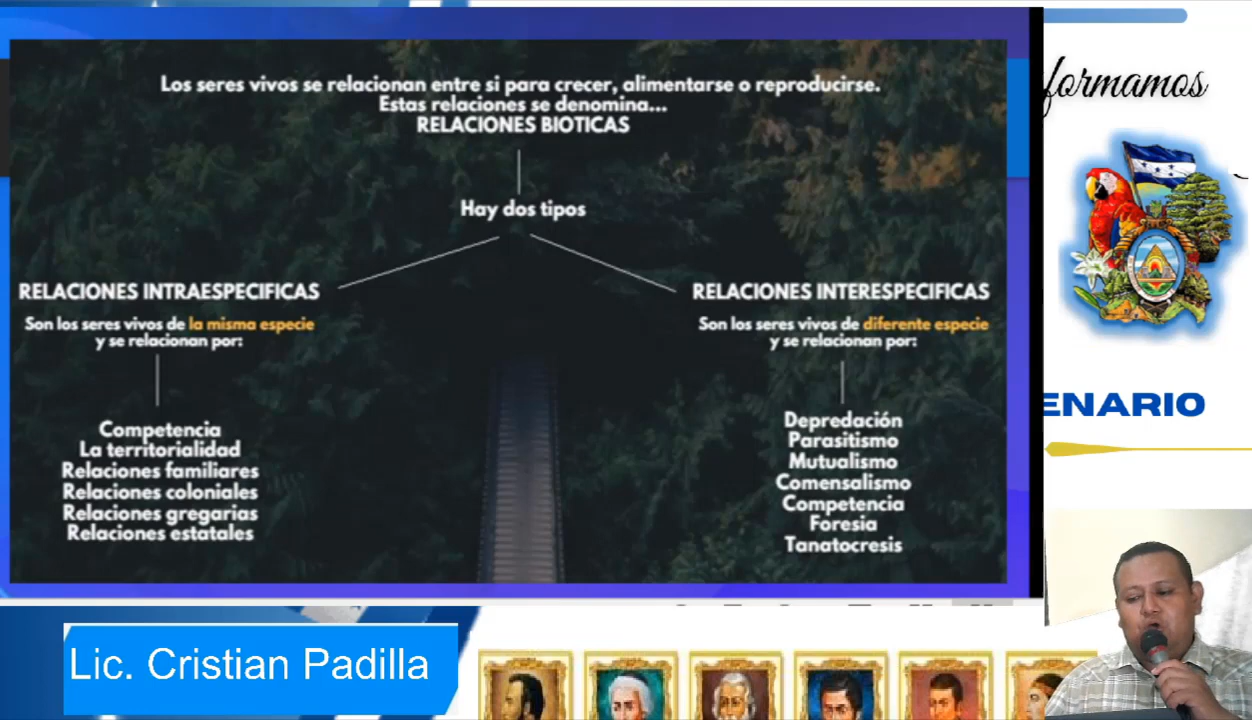 Los seres vivos se relacionan entre si para crecer, alimentarse o reproducirse.
Estas relaciones se denomina...
RELACIONES BIOTICAS
Hay dos tipos
RELACIONES INTRAESPECIFICAS
Son los seres vivos de la misma especie
y se relacionan por:
Competencia
La territorialidad
Relaciones familiares
Relaciones coloniales
Relaciones gregarias
Relaciones estatales
RELACIONES INTERESPECIFICAS
Son los seres vivos de diferente especie
y se relacionan por:
Depredación
Parasitismo
Mutualismo
Comensalismo
Competencia
Foresia
Tanatocresis
formamos
ENARIO
Lic. Cristian Padilla